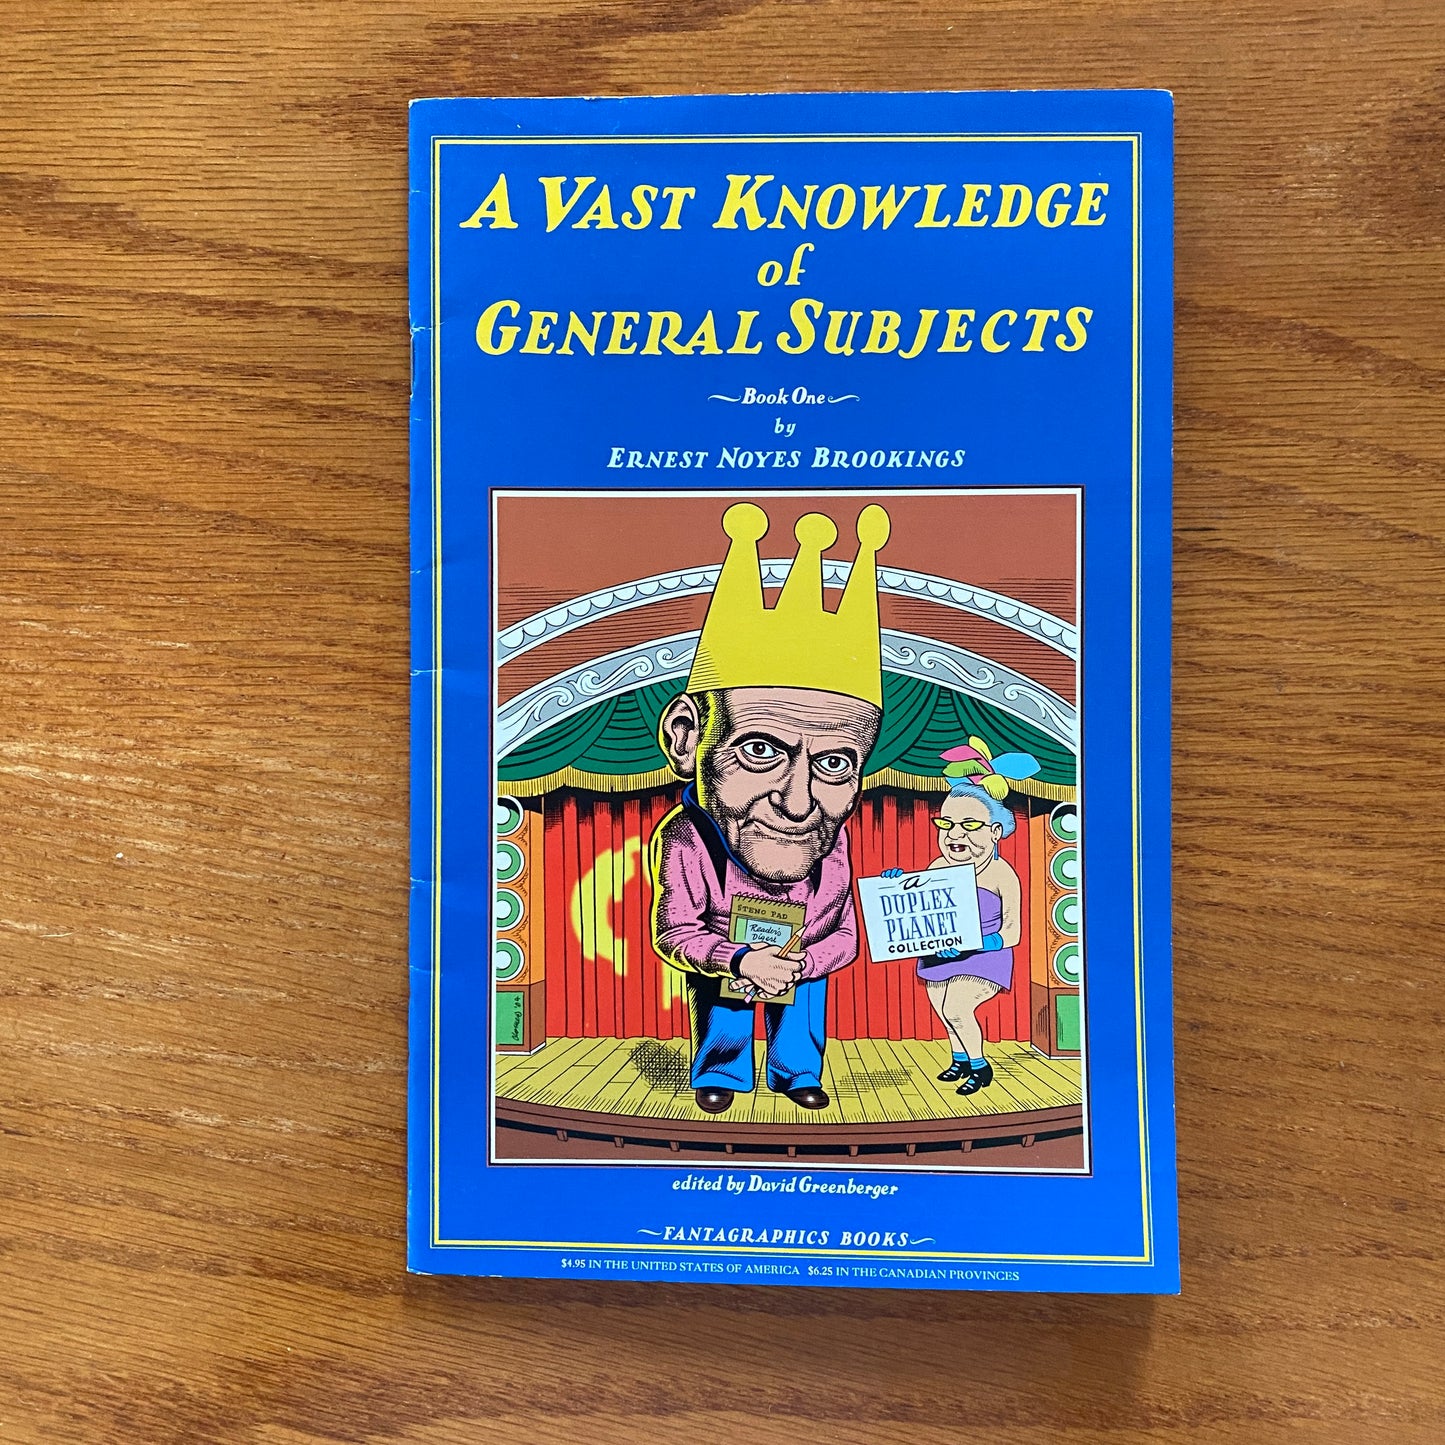 A VAST KNOWLEDGE
of
GENERAL SUBJECTS
Book One
by
ERNEST NOYES BROOKINGS
STENO PAD
Reader's
Digest
a
DUPLEX
PLANET
COLLECTION
edited by David Greenberger
FANTAGRAPHICS BOOKS
$4.95 IN THE UNITED STATES OF AMERICA $6.25 IN THE CANADIAN PROVINCES